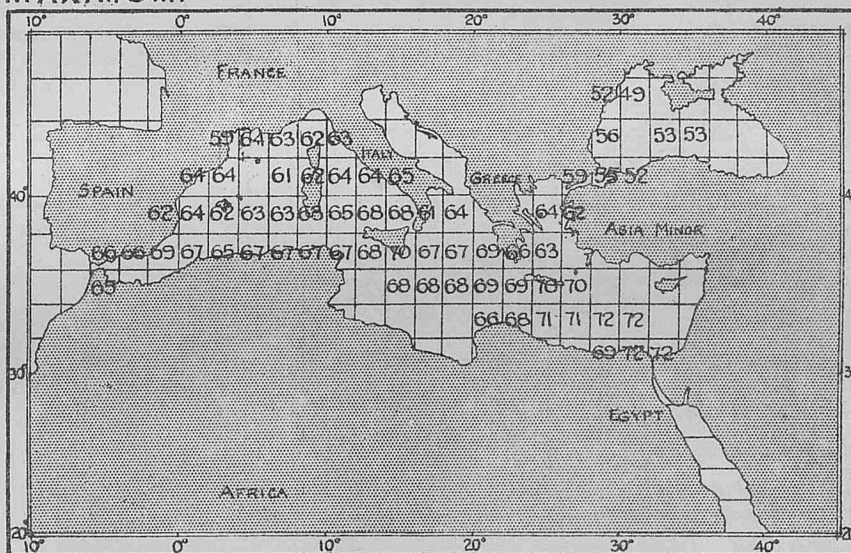 10° 0° 10° 20° 30° 40°
FRANCE
52 49
59 64 63 62 63
56 53 53
ITALY
64 64 61 62 64 64 65
GREECE
59 55 52
SPAIN
40° 40°
62 64 62 63 63 68 65 68 68 61 64 64 62
ASIA MINOR
66 66 69 67 65 67 67 67 67 68 70 67 67 69 66 63
65
68 68 68 69 69 70 70
66 68 71 71 72 72
69 72 72
30°
EGYPT
AFRICA
20°
10° 0° 10° 20° 30° 40°